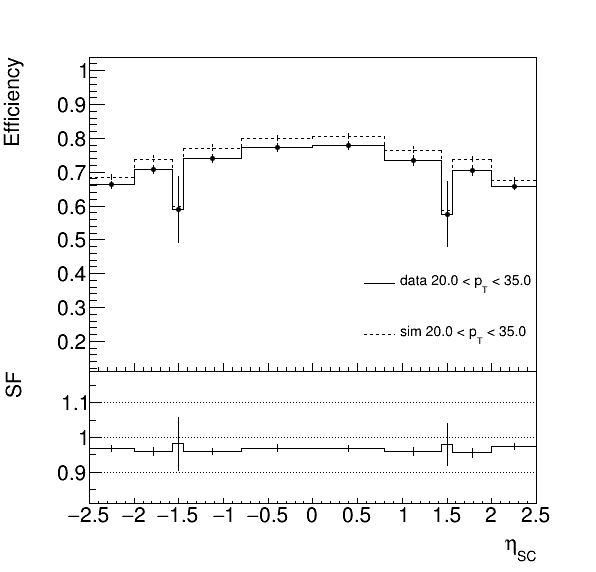 Efficiency
1
0.9
0.8
0.7
0.6
0.5
0.4
0.3
0.2
data 20.0 < p_T < 35.0
sim 20.0 < p_T < 35.0
SF
1.1
1
0.9
−2.5 −2 −1.5 −1 −0.5 0 0.5 1 1.5 2 2.5
η_SC